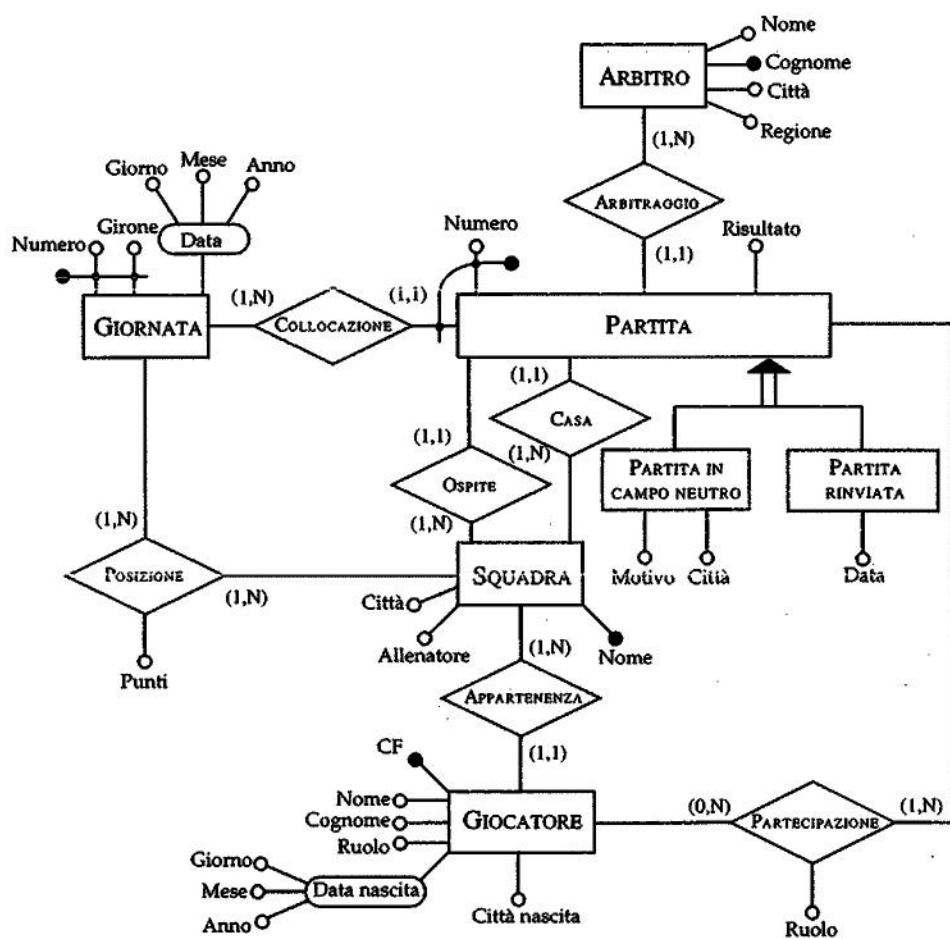 Nome
ARBITRO
Cognome
Città
Regione
(1,N)
ARBITRAGGIO
(1,1)
Giorno
Mese
Anno
Data
Numero
Girone
GIORNATA
(1,N)
COLLOCAZIONE
(i,i)
Numero
Risultato
PARTITA
(1,1)
CASA
(1,N)
(1,1)
OSPITE
(1,N)
PARTITA IN
CAMPO NEUTRO
PARTITA
RINVIATA
Motivo
Città
Data
(1,N)
POSIZIONE
(1,N)
Punti
SQUADRA
Città
Allenatore
Nome
(1,N)
APPARTENENZA
(1,1)
CF
Nome
Cognome
Ruolo
GIOCATORE
Giorno
Mese
Anno
Data nascita
Città nascita
(0,N)
PARTECIPAZIONE
(1,N)
Ruolo